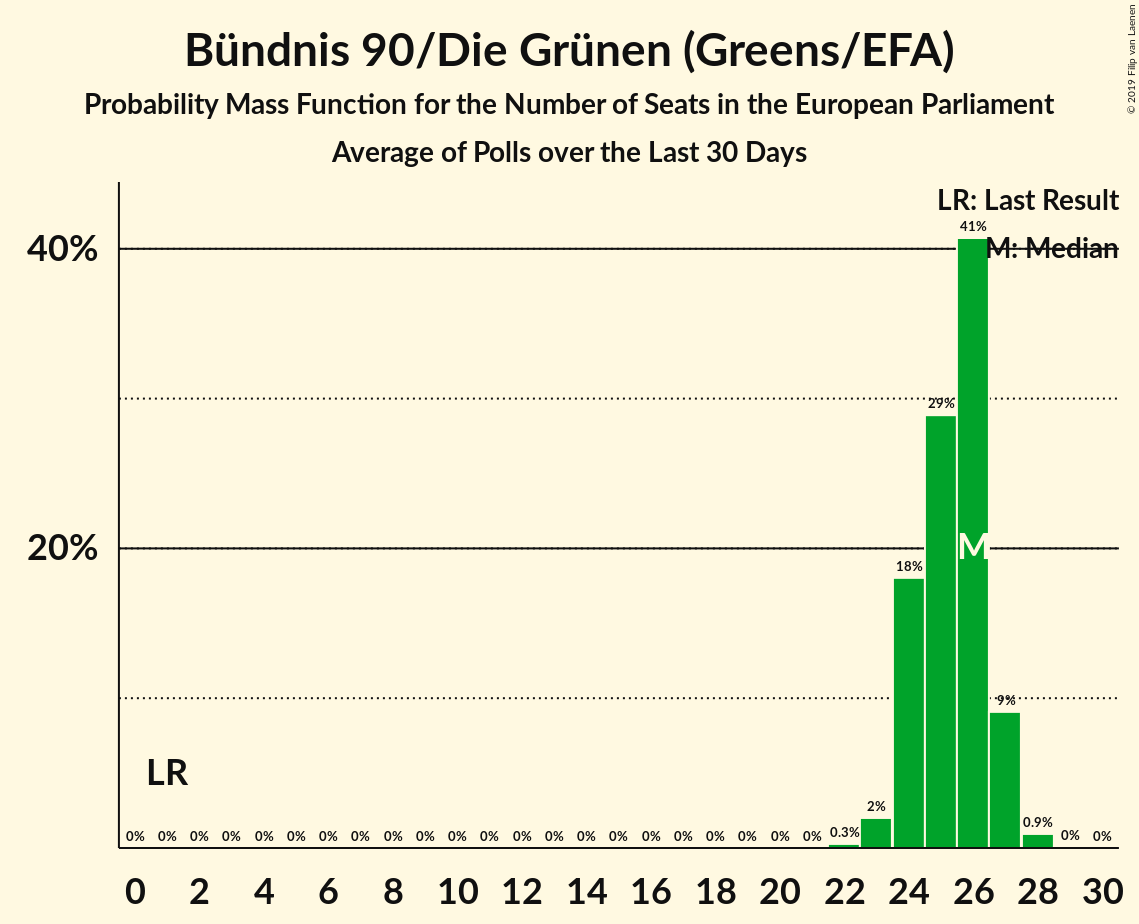 Bündnis 90/Die Grünen (Greens/EFA)
Probability Mass Function for the Number of Seats in the European Parliament
Average of Polls over the Last 30 Days
© 2019 Filip van Laenen
LR: Last Result
M: Median
40%
20%
41%
29%
M
18%
9%
LR
0% 0% 0% 0% 0% 0% 0% 0% 0% 0% 0% 0% 0% 0% 0% 0% 0% 0% 0% 0% 0% 0% 0.3% 2% 0.9% 0% 0%
0 2 4 6 8 10 12 14 16 18 20 22 24 26 28 30